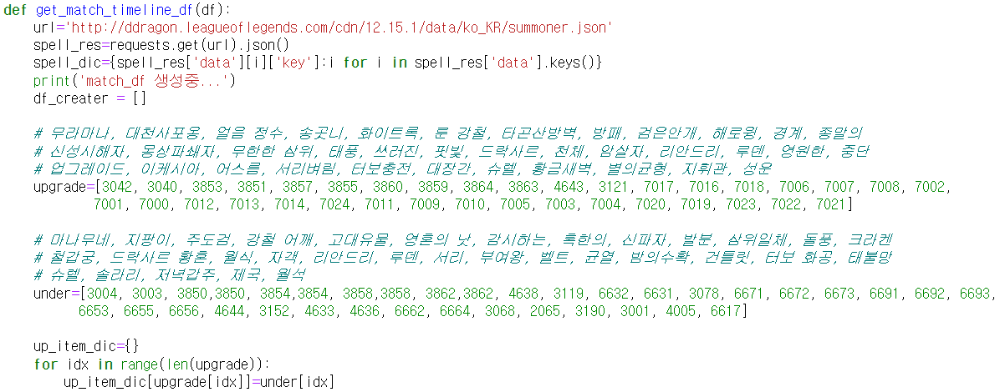 def get_match_timeline_df(df):
    url='http://ddragon.leagueoflegends.com/cdn/12.15.1/data/ko_KR/summoner.json'
    spell_res=requests.get(url).json()
    spell_dic={spell_res['data'][i]['key']:i for i in spell_res['data'].keys()}
    print('match_df 생성중...')
    df_creater = []

    # 무라마나, 대천사포옹, 얼음 정수, 송곳니, 화이트록, 룬 강철, 타곤산방벽, 방패, 검은안개, 해로윙, 경계, 종말의
    # 신성시해자, 몽상파쇄자, 무한한 삼위, 태풍, 쓰러진, 핏빛, 드락사르, 천체, 암살자, 리안드리, 루덴, 영원한, 중단
    # 업그레이드, 이케시아, 어스름, 서리벼림, 터보충전, 대장간, 슈렐, 황금새벽, 별의균형, 지휘관, 성운
    upgrade=[3042, 3040, 3853, 3851, 3857, 3855, 3860, 3859, 3864, 3863, 4643, 3121, 7017, 7016, 7018, 7006, 7007, 7008, 7002,
            7001, 7000, 7012, 7013, 7014, 7024, 7011, 7009, 7010, 7005, 7003, 7004, 7020, 7019, 7023, 7022, 7021]

    # 마나무네, 지팡이, 주도검, 강철 어깨, 고대유물, 영혼의 낫, 감시하는, 혹한의, 신파자, 발분, 삼위일체, 돌풍, 크라켄
    # 철갑궁, 드락사르 황혼, 월식, 자객, 리안드리, 루덴, 서리, 부여왕, 벨트, 균열, 밤의수확, 건틀릿, 터보 화공, 태불망
    # 슈렐, 솔라리, 저녁갑주, 제국, 월석
    under=[3004, 3003, 3850,3850, 3854,3854, 3858,3858, 3862,3862, 4638, 3119, 6632, 6631, 3078, 6671, 6672, 6673, 6691, 6692, 6693,
          6653, 6655, 6656, 4644, 3152, 4633, 4636, 6662, 6664, 3068, 2065, 3190, 3001, 4005, 6617]

    up_item_dic={}
    for idx in range(len(upgrade)):
        up_item_dic[upgrade[idx]]=under[idx]